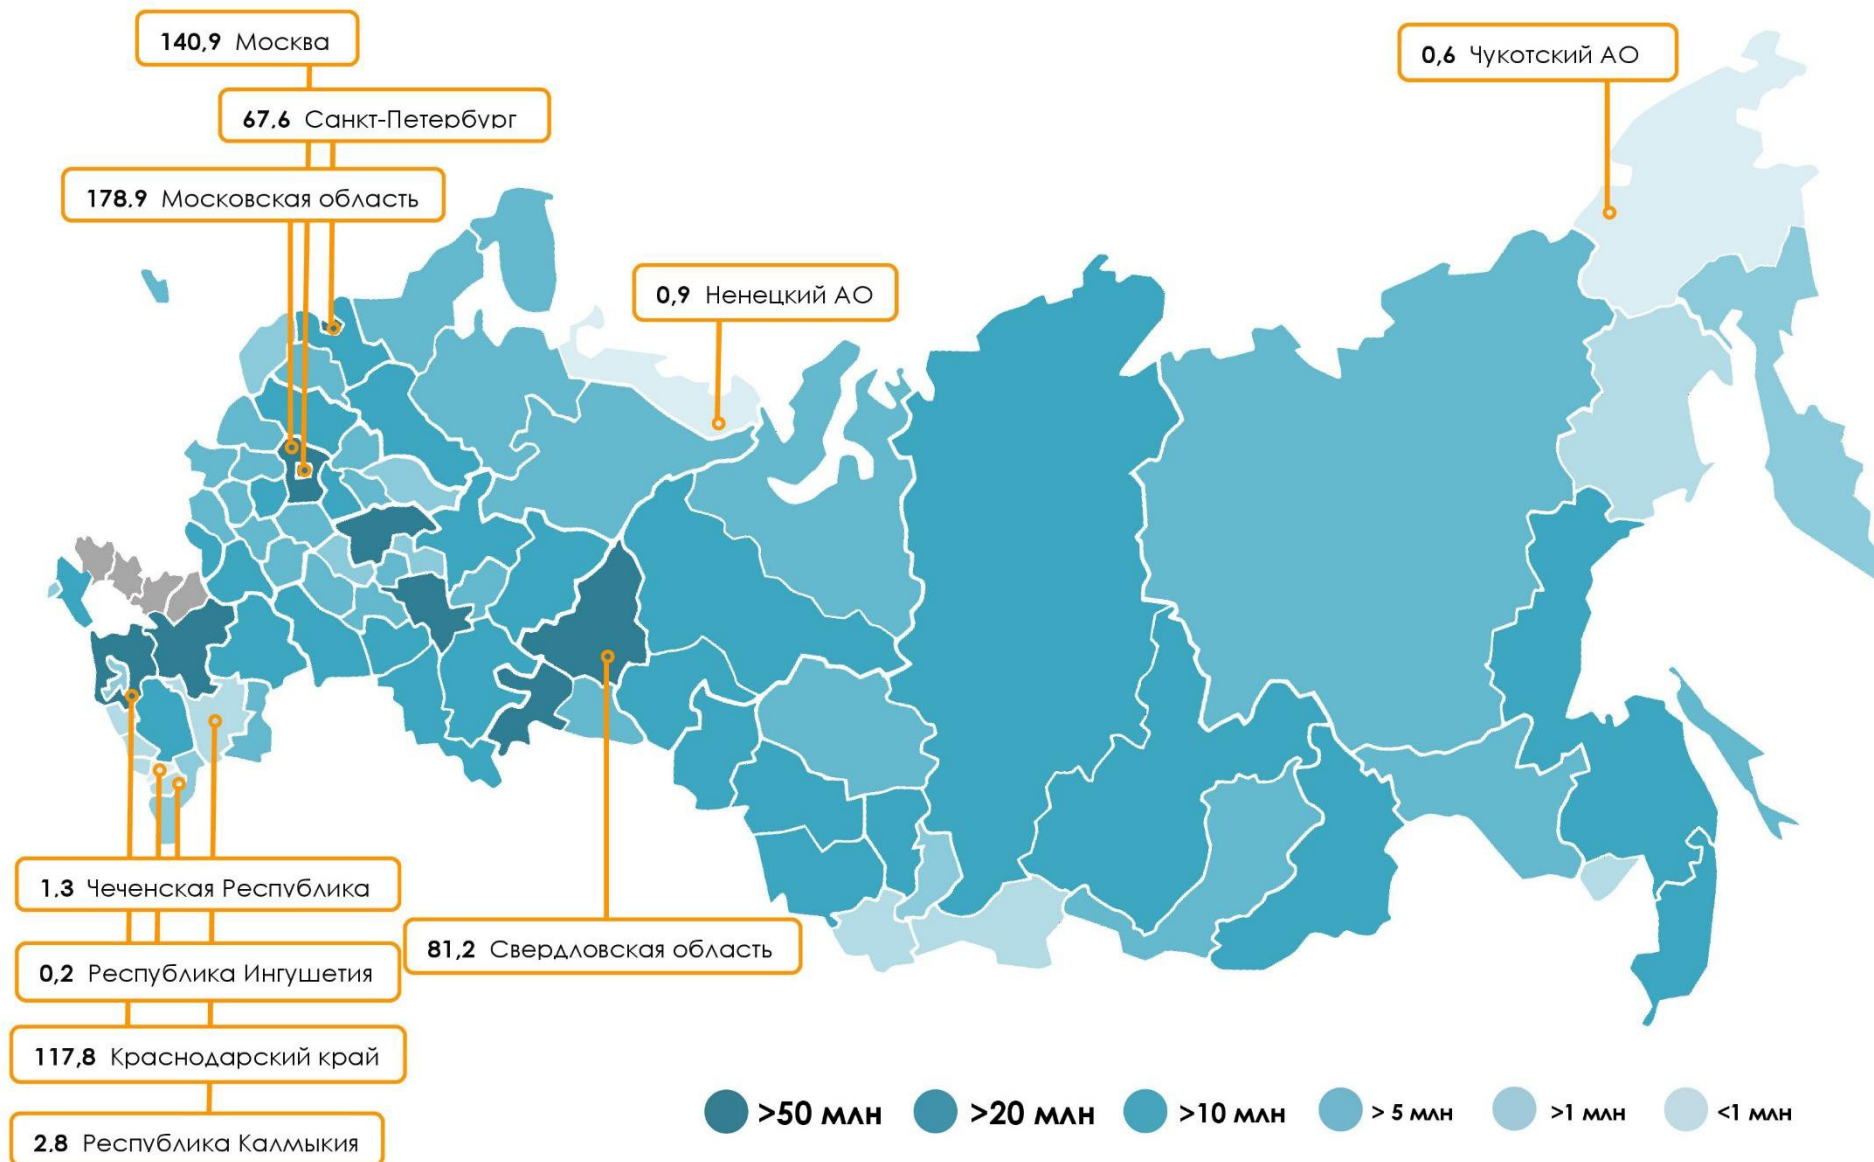 140,9 Москва
0,6 Чукотский АО
67,6 Санкт-Петербург
178,9 Московская область
0,9 Ненецкий АО
1,3 Чеченская Республика
81,2 Свердловская область
0,2 Республика Ингушетия
117,8 Краснодарский край
2,8 Республика Калмыкия
>50 млн >20 млн >10 млн > 5 млн >1 млн <1 млн